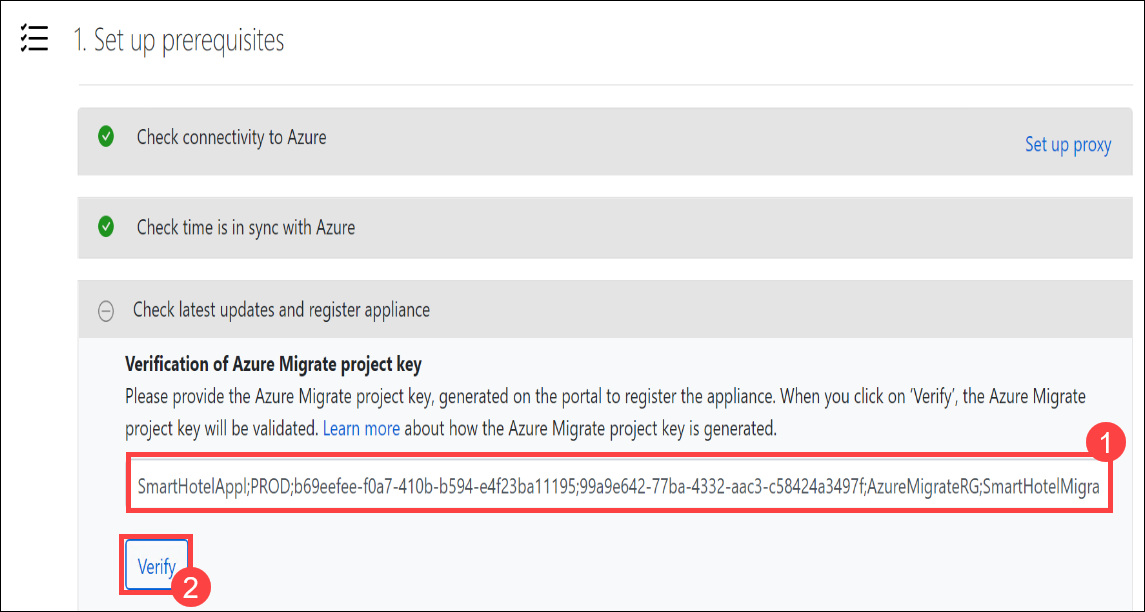 1. Set up prerequisites
Check connectivity to Azure
Set up proxy
Check time is in sync with Azure
Check latest updates and register appliance
Verification of Azure Migrate project key
Please provide the Azure Migrate project key, generated on the portal to register the appliance. When you click on ‘Verify’, the Azure Migrate
project key will be validated. Learn more about how the Azure Migrate project key is generated.
1
SmartHotelAppl;PROD;b69eefee-f0a7-410b-b594-e4f23ba11195;99a9e642-77ba-4332-aac3-c58424a3497f;AzureMigrateRG;SmartHotelMigra
Verify
2